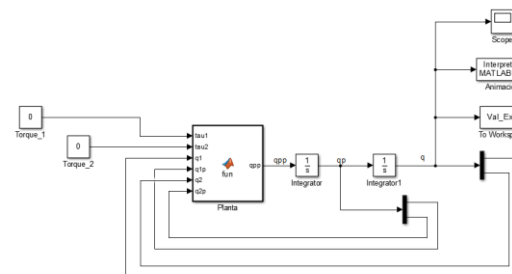 Scope
Interpret
MATLAB
Animaci
Val_Ex
To Worksp
0
Torque_1
0
Torque_2
tau1
tau2
q1
q1p
q2
q2p
fun
qpp
Planta
qpp
1
s
Integrator
qp
1
s
Integrator1
q